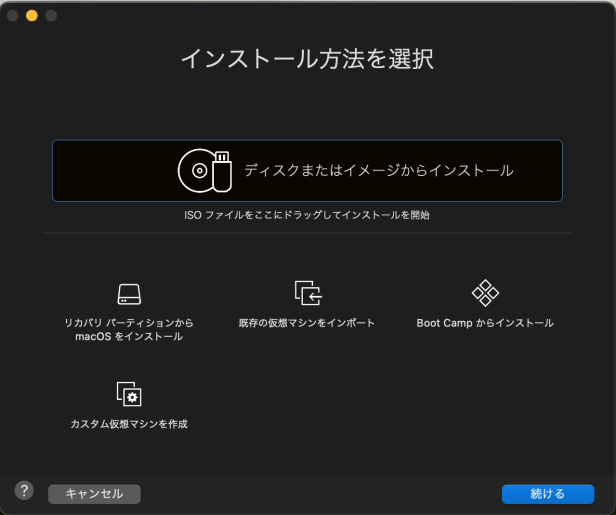 インストール方法を選択
ディスクまたはイメージからインストール
ISO ファイルをここにドラッグしてインストールを開始
リカバリ パーティションから
macOS をインストール
既存の仮想マシンをインポート
Boot Camp からインストール
カスタム仮想マシンを作成
?
キャンセル
続ける